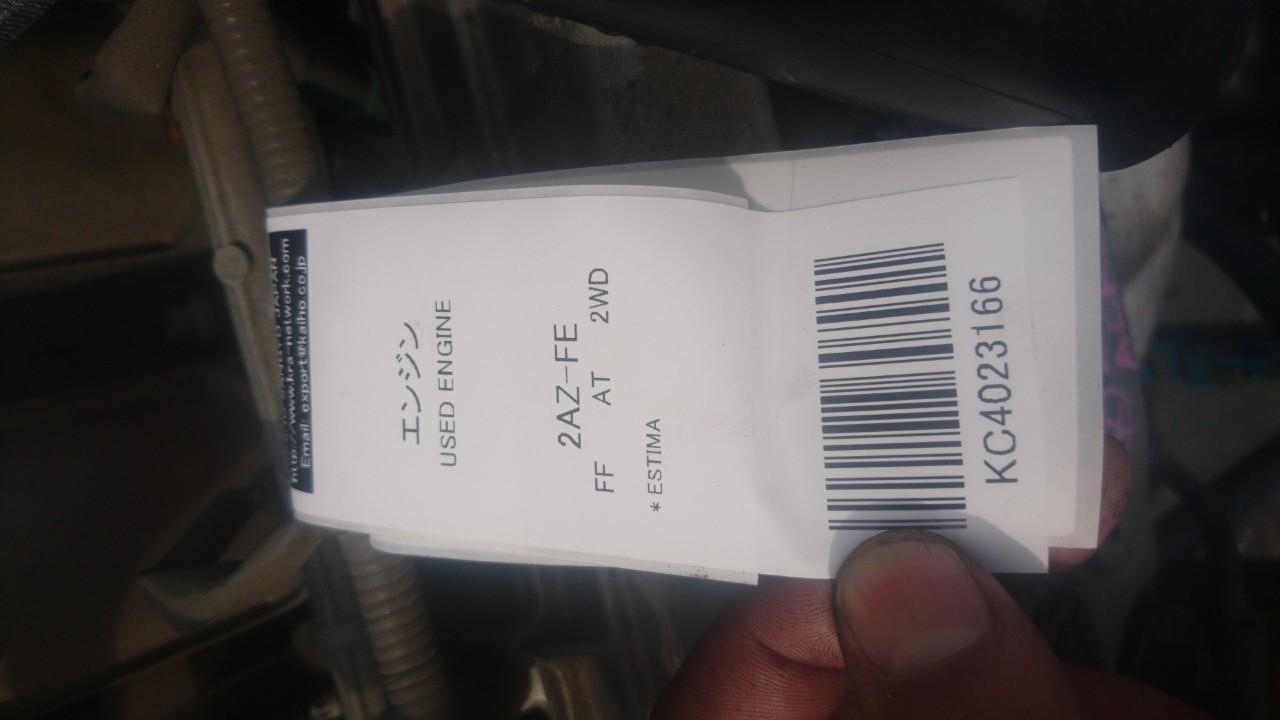 http://www.kra-network.com
Email: export@kaiho.co.jp
エンジン
USED ENGINE
2AZ-FE
FF AT 2WD
*ESTIMA
KC4023166